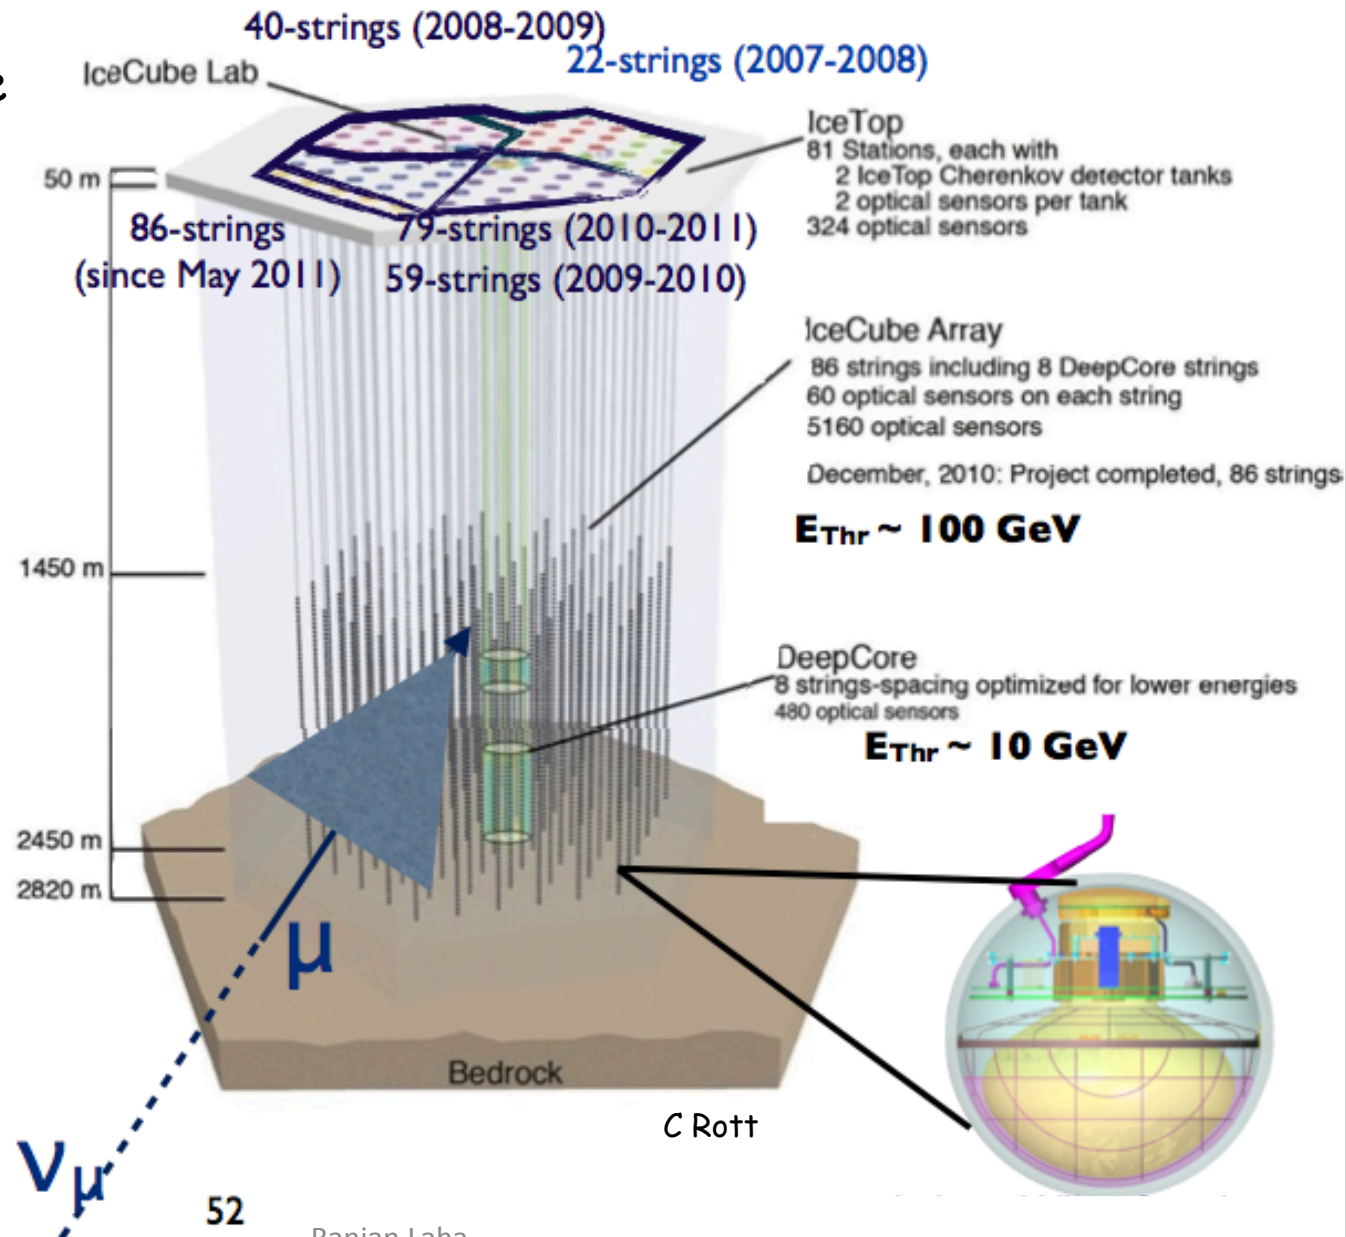 40-strings (2008-2009)
22-strings (2007-2008)
IceCube Lab
IceTop
81 Stations, each with
2 IceTop Cherenkov detector tanks
2 optical sensors per tank
324 optical sensors
50 m
86-strings
(since May 2011)
79-strings (2010-2011)
59-strings (2009-2010)
IceCube Array
86 strings including 8 DeepCore strings
60 optical sensors on each string
5160 optical sensors
December, 2010: Project completed, 86 strings
EThr ~ 100 GeV
1450 m
DeepCore
8 strings-spacing optimized for lower energies
480 optical sensors
EThr ~ 10 GeV
2450 m
2820 m
μ
Bedrock
C Rott
νμ
52
Ranjan Laha